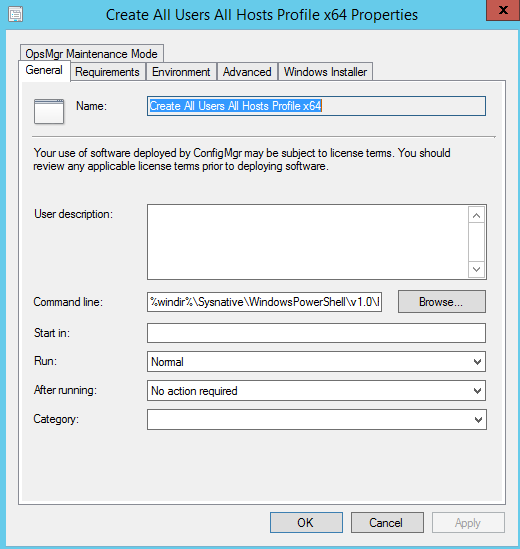 Create All Users All Hosts Profile x64 Properties
x
OpsMgr Maintenance Mode
General Requirements Environment Advanced Windows Installer
Name: Create All Users All Hosts Profile x64
Your use of software deployed by ConfigMgr may be subject to license terms. You should
review any applicable license terms prior to deploying software.
User description:
Command line: %windir%\Sysnative\WindowsPowerShell\v1.0\ Browse...
Start in:
Run: Normal
After running: No action required
Category:
OK Cancel Apply